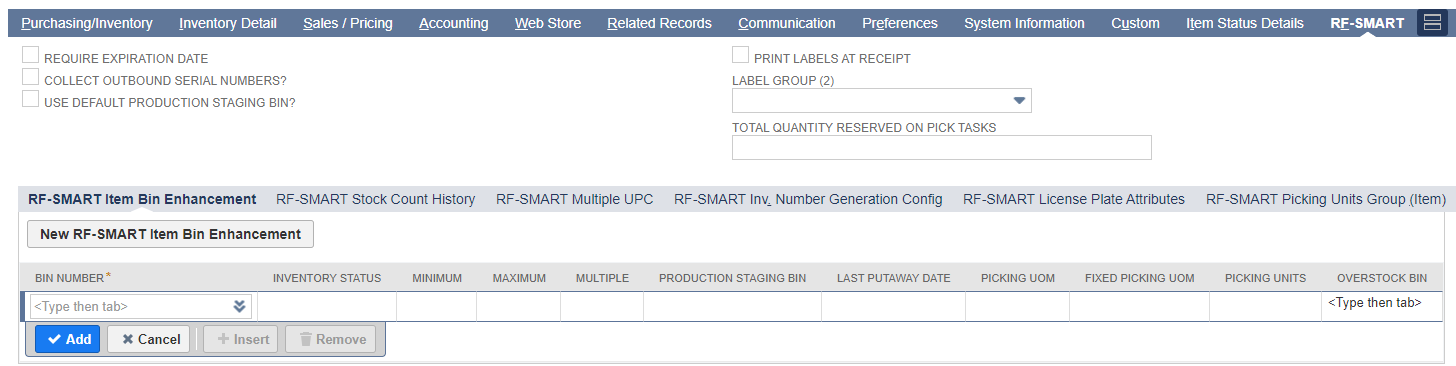 Purchasing/Inventory Inventory Detail Sales / Pricing Accounting Web Store Related Records Communication Preferences System Information Custom Item Status Details RF-SMART
REQUIRE EXPIRATION DATE
COLLECT OUTBOUND SERIAL NUMBERS?
USE DEFAULT PRODUCTION STAGING BIN?
PRINT LABELS AT RECEIPT
LABEL GROUP (2)
TOTAL QUANTITY RESERVED ON PICK TASKS
RF-SMART Item Bin Enhancement RF-SMART Stock Count History RF-SMART Multiple UPC RF-SMART Inv. Number Generation Config RF-SMART License Plate Attributes RF-SMART Picking Units Group (Item)
New RF-SMART Item Bin Enhancement
BIN NUMBER* INVENTORY STATUS MINIMUM MAXIMUM MULTIPLE PRODUCTION STAGING BIN LAST PUTAWAY DATE PICKING UOM FIXED PICKING UOM PICKING UNITS OVERSTOCK BIN
<Type then tab> <Type then tab>
Add Cancel Insert Remove